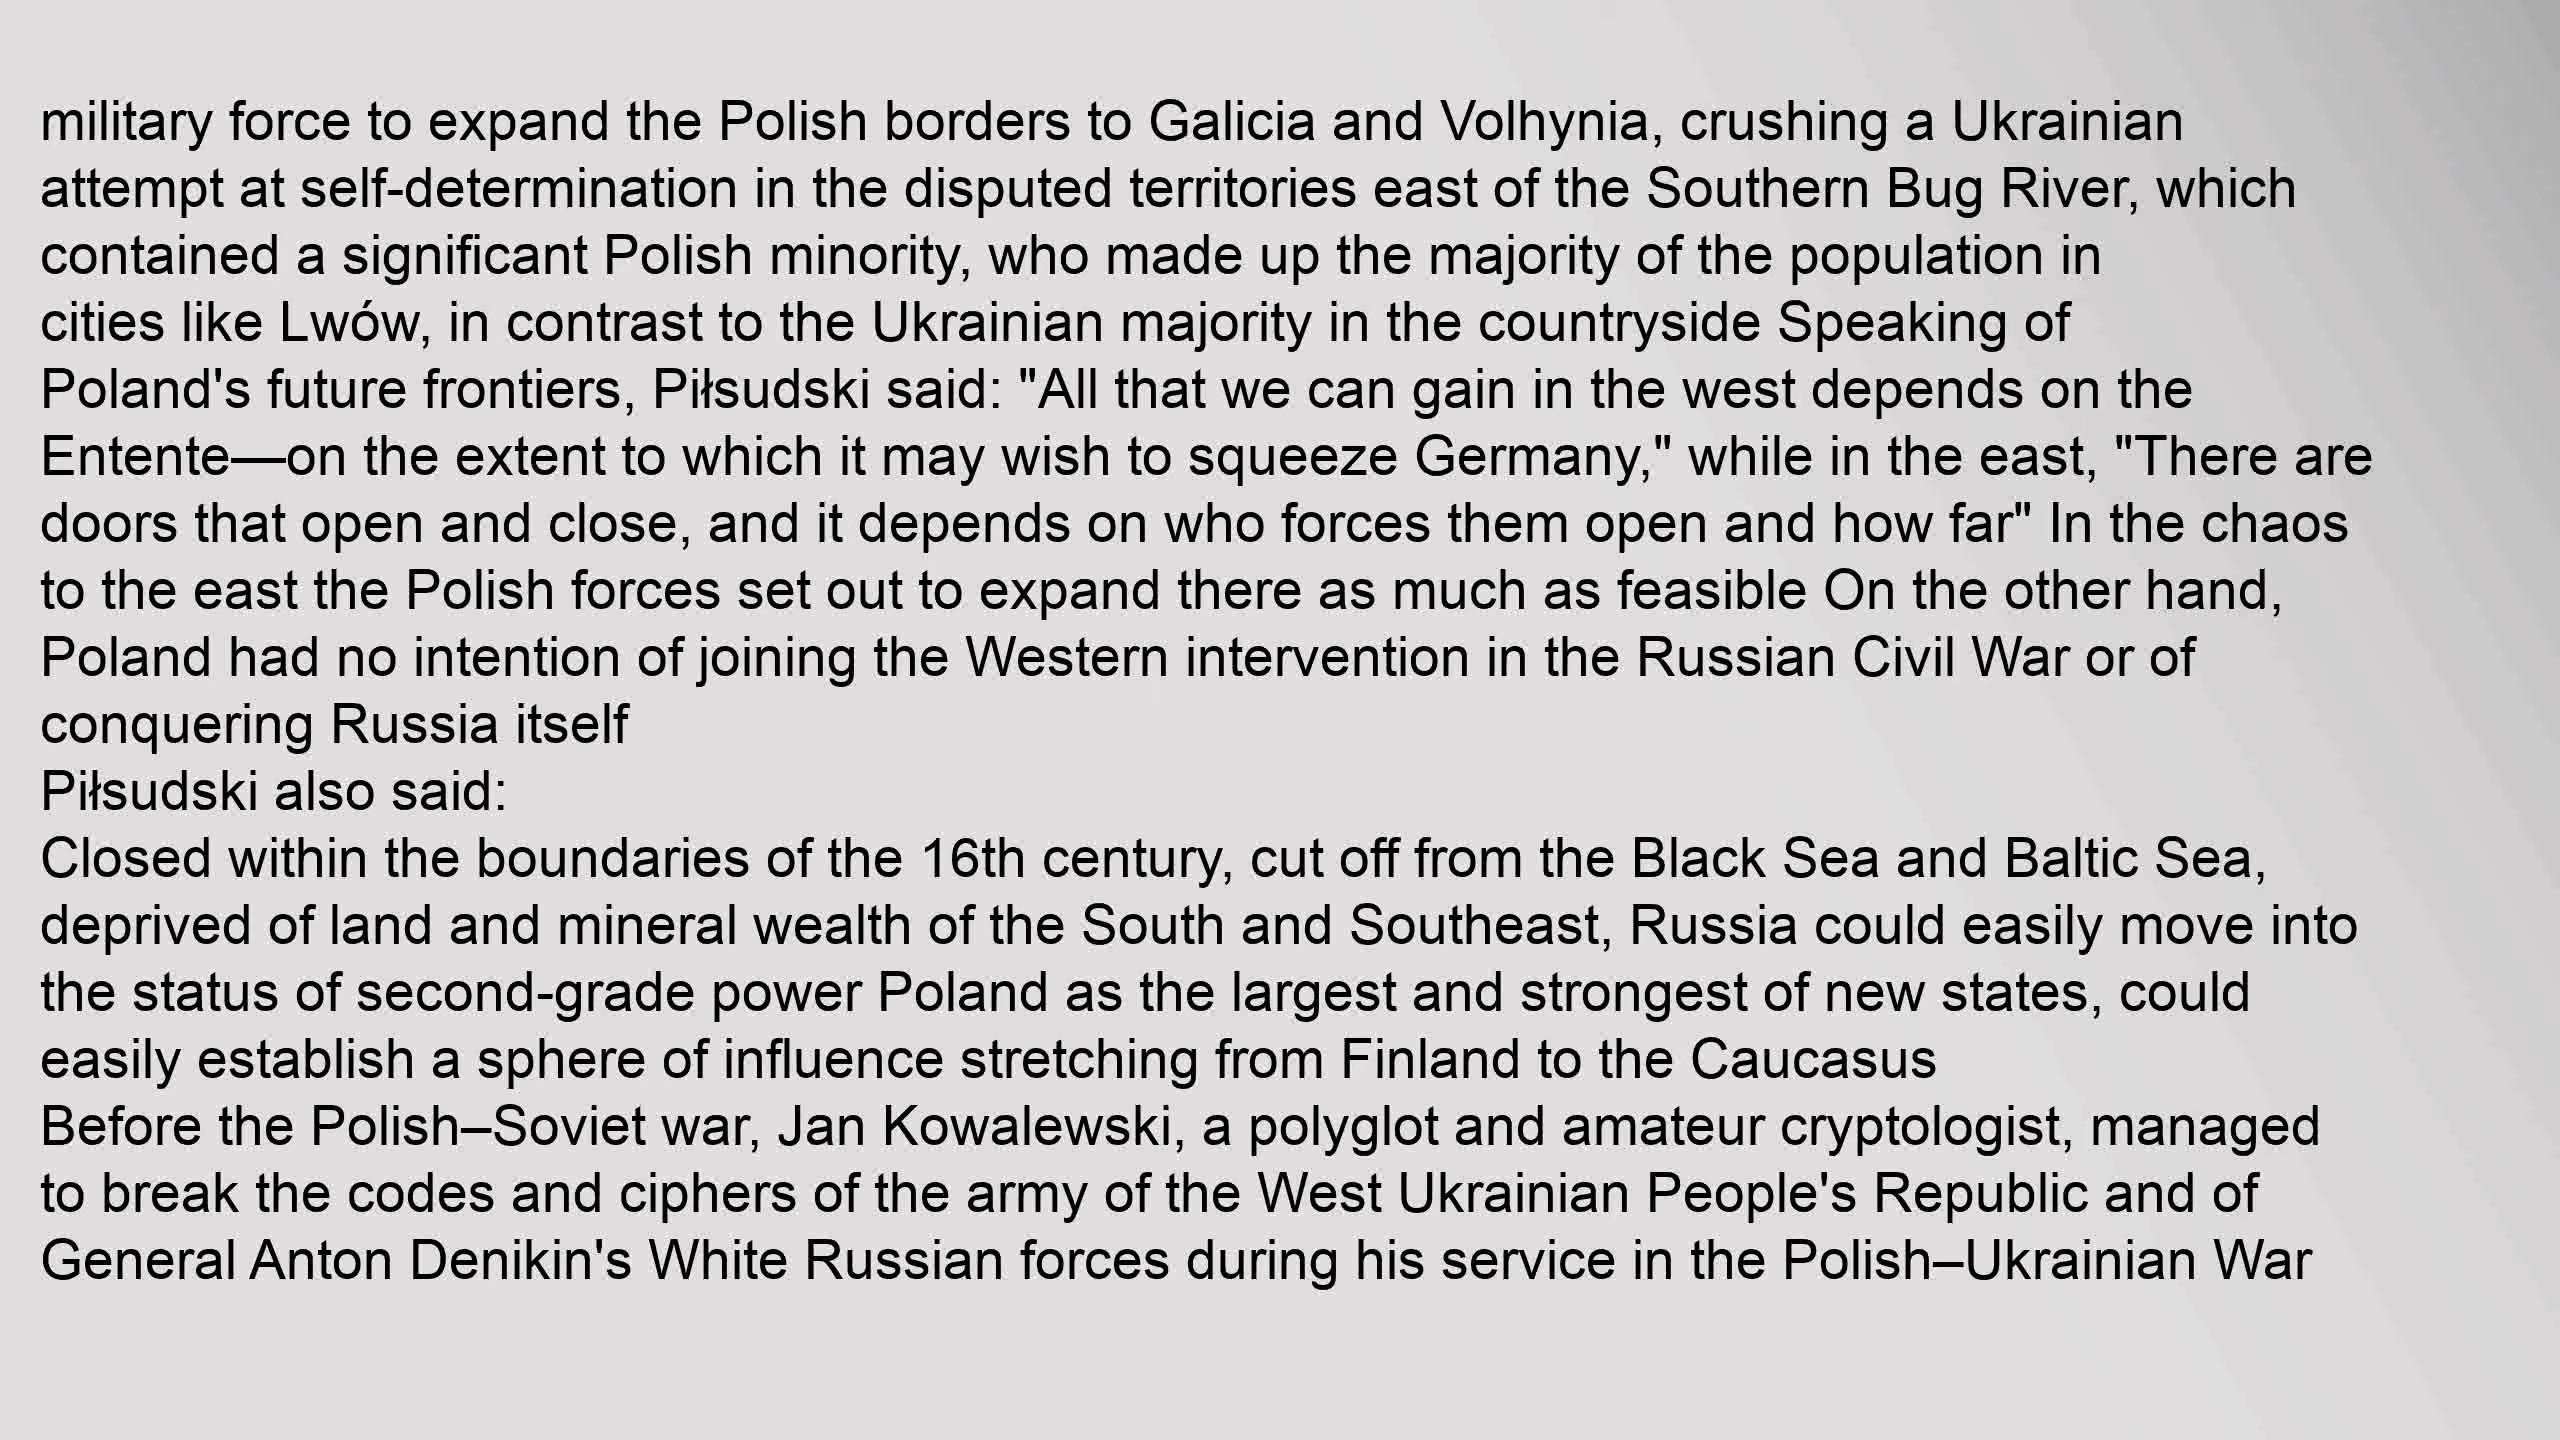 military force to expand the Polish borders to Galicia and Volhynia, crushing a Ukrainian
attempt at self-determination in the disputed territories east of the Southern Bug River, which
contained a significant Polish minority, who made up the majority of the population in
cities like Lwów, in contrast to the Ukrainian majority in the countryside Speaking of
Poland's future frontiers, Piłsudski said: "All that we can gain in the west depends on the
Entente—on the extent to which it may wish to squeeze Germany," while in the east, "There are
doors that open and close, and it depends on who forces them open and how far" In the chaos
to the east the Polish forces set out to expand there as much as feasible On the other hand,
Poland had no intention of joining the Western intervention in the Russian Civil War or of
conquering Russia itself
Piłsudski also said:
Closed within the boundaries of the 16th century, cut off from the Black Sea and Baltic Sea,
deprived of land and mineral wealth of the South and Southeast, Russia could easily move into
the status of second-grade power Poland as the largest and strongest of new states, could
easily establish a sphere of influence stretching from Finland to the Caucasus
Before the Polish–Soviet war, Jan Kowalewski, a polyglot and amateur cryptologist, managed
to break the codes and ciphers of the army of the West Ukrainian People's Republic and of
General Anton Denikin's White Russian forces during his service in the Polish–Ukrainian War